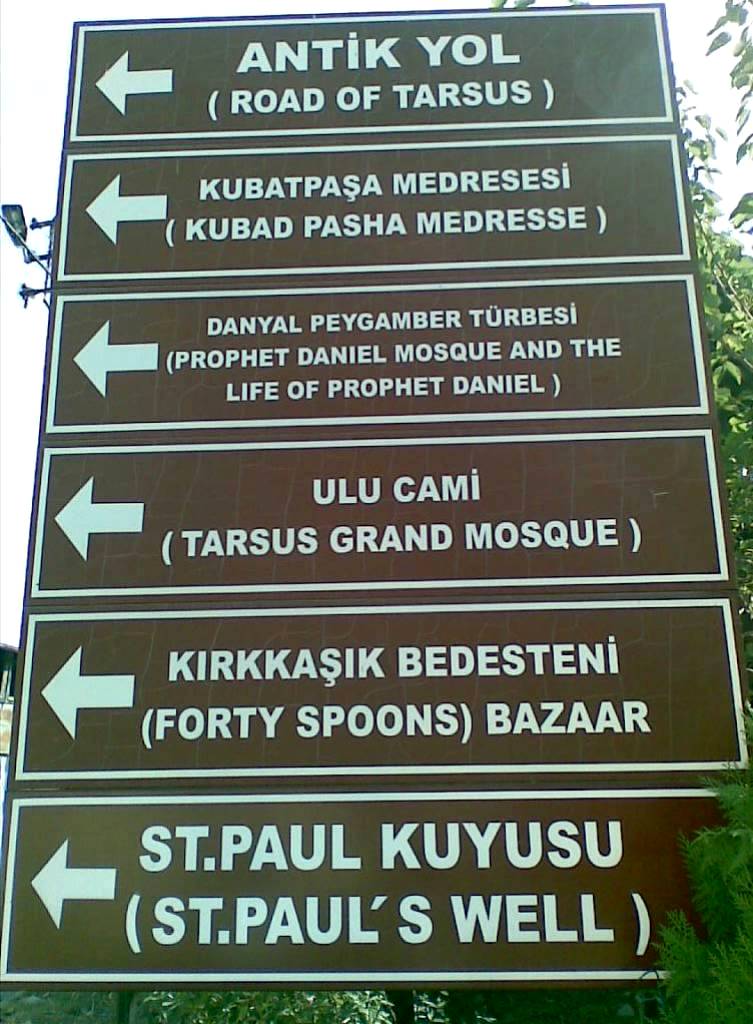 ANTİK YOL
( ROAD OF TARSUS )
KUBATPAŞA MEDRESESİ
( KUBAD PASHA MEDRESSE )
DANYAL PEYGAMBER TÜRBESİ
(PROPHET DANIEL MOSQUE AND THE
LIFE OF PROPHET DANIEL )
ULU CAMİ
( TARSUS GRAND MOSQUE )
KIRKKAŞIK BEDESTENİ
(FORTY SPOONS) BAZAAR
ST.PAUL KUYUSU
( ST.PAUL´S WELL )